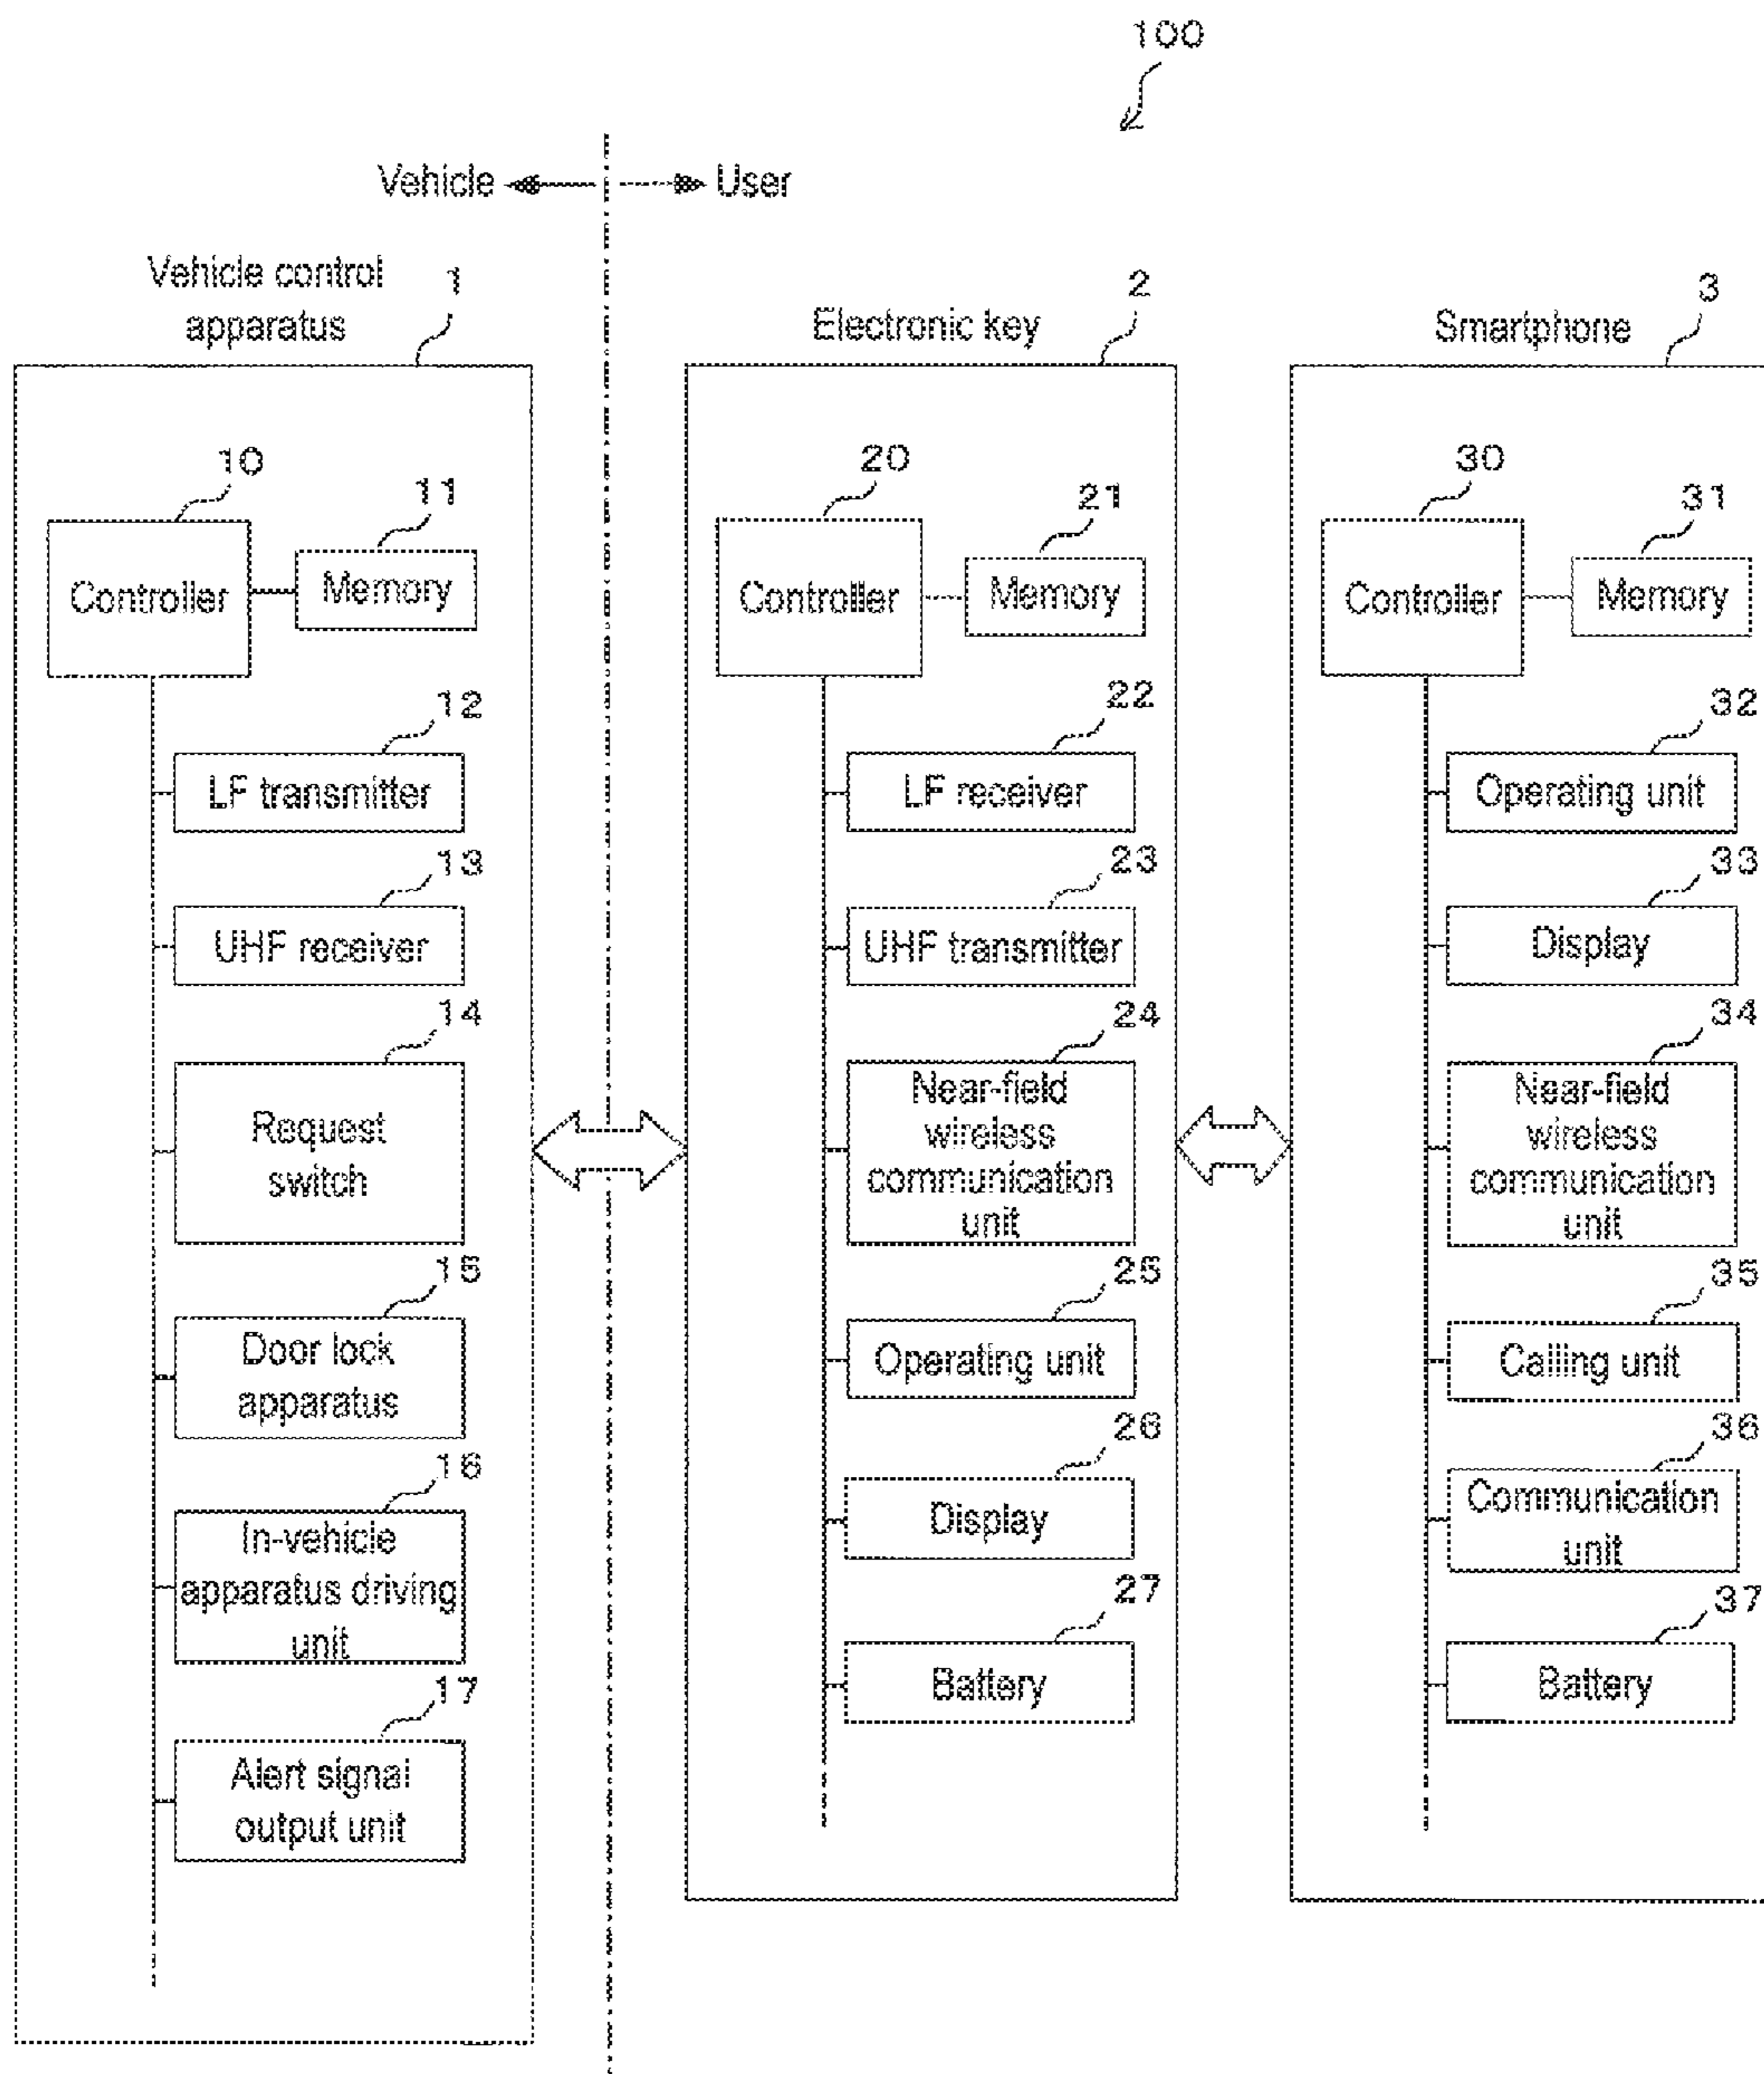 100
Vehicle
User
Vehicle control
apparatus
1
Electronic key
2
Smartphone
3
10
Controller
11
Memory
12
LF transmitter
13
UHF receiver
14
Request
switch
15
Door lock
apparatus
16
In-vehicle
apparatus driving
unit
17
Alert signal
output unit
20
Controller
21
Memory
22
LF receiver
23
UHF transmitter
24
Near-field
wireless
communication
unit
25
Operating unit
26
Display
27
Battery
30
Controller
31
Memory
32
Operating unit
33
Display
34
Near-field
wireless
communication
unit
35
Calling unit
36
Communication
unit
37
Battery